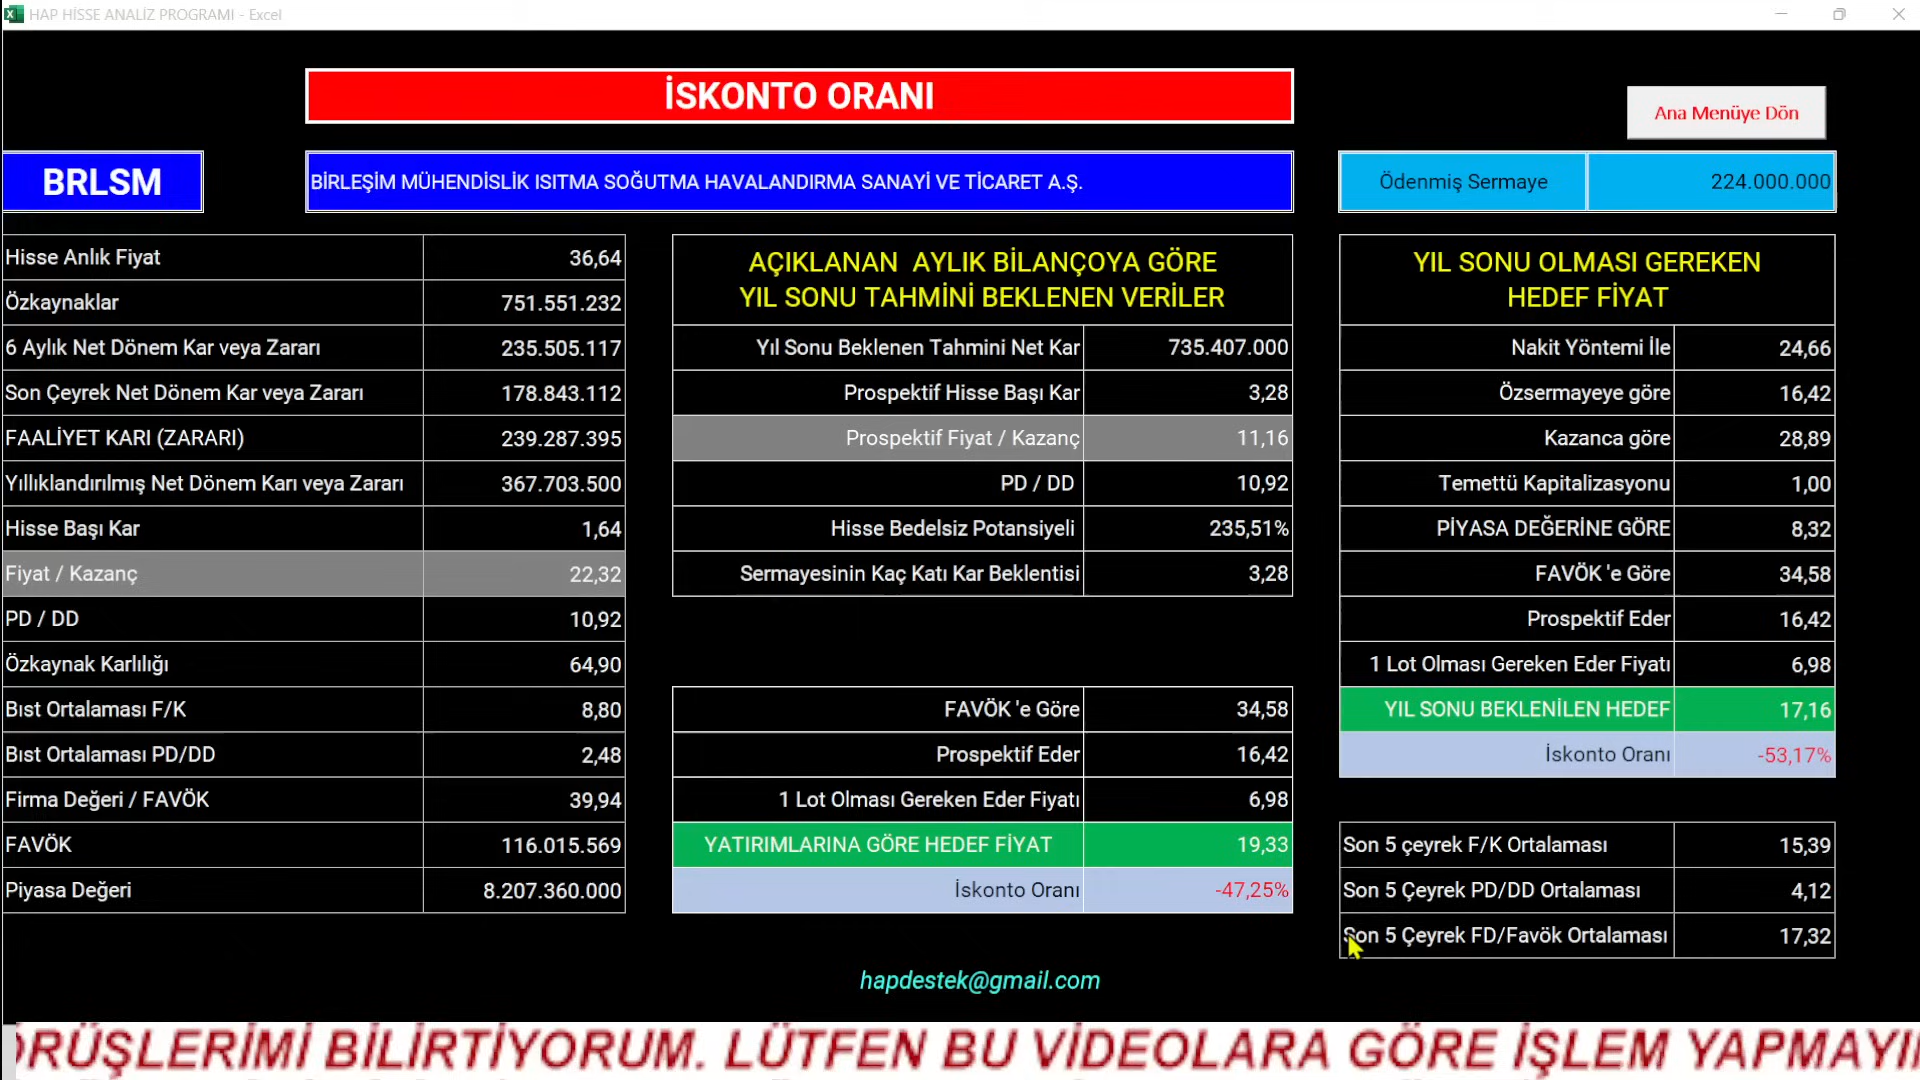 HAP HİSSE ANALİZ PROGRAMI - Excel
İSKONTO ORANI
Ana Menüye Dön
BRLSM
BİRLEŞİM MÜHENDİSLİK ISITMA SOĞUTMA HAVALANDIRMA SANAYİ VE TİCARET A.Ş.
Ödenmiş Sermaye 224.000.000
Hisse Anlık Fiyat 36,64
Özkaynaklar 751.551.232
6 Aylık Net Dönem Kar veya Zararı 235.505.117
Son Çeyrek Net Dönem Kar veya Zararı 178.843.112
FAALİYET KARI (ZARARI) 239.287.395
Yıllıklandırılmış Net Dönem Karı veya Zararı 367.703.500
Hisse Başı Kar 1,64
Fiyat / Kazanç 22,32
PD / DD 10,92
Özkaynak Karlılığı 64,90
Bıst Ortalaması F/K 8,80
Bıst Ortalaması PD/DD 2,48
Firma Değeri / FAVÖK 39,94
FAVÖK 116.015.569
Piyasa Değeri 8.207.360.000
AÇIKLANAN AYLIK BİLANÇOYA GÖRE
YIL SONU TAHMİNİ BEKLENEN VERİLER
Yıl Sonu Beklenen Tahmini Net Kar 735.407.000
Prospektif Hisse Başı Kar 3,28
Prospektif Fiyat / Kazanç 11,16
PD / DD 10,92
Hisse Bedelsiz Potansiyeli 235,51%
Sermayesinin Kaç Katı Kar Beklentisi 3,28
FAVÖK 'e Göre 34,58
Prospektif Eder 16,42
1 Lot Olması Gereken Eder Fiyatı 6,98
YATIRIMLARINA GÖRE HEDEF FİYAT 19,33
İskonto Oranı -47,25%
YIL SONU OLMASI GEREKEN
HEDEF FİYAT
Nakit Yöntemi İle 24,66
Özsermayeye göre 16,42
Kazanca göre 28,89
Temettü Kapitalizasyonu 1,00
PİYASA DEĞERİNE GÖRE 8,32
FAVÖK 'e Göre 34,58
Prospektif Eder 16,42
1 Lot Olması Gereken Eder Fiyatı 6,98
YIL SONU BEKLENİLEN HEDEF 17,16
İskonto Oranı -53,17%
Son 5 çeyrek F/K Ortalaması 15,39
Son 5 Çeyrek PD/DD Ortalaması 4,12
Son 5 Çeyrek FD/Favök Ortalaması 17,32
hapdestek@gmail.com
ÖRÜŞLERİMİ BİLİRTİYORUM. LÜTFEN BU VİDEOLARA GÖRE İŞLEM YAPMAYI